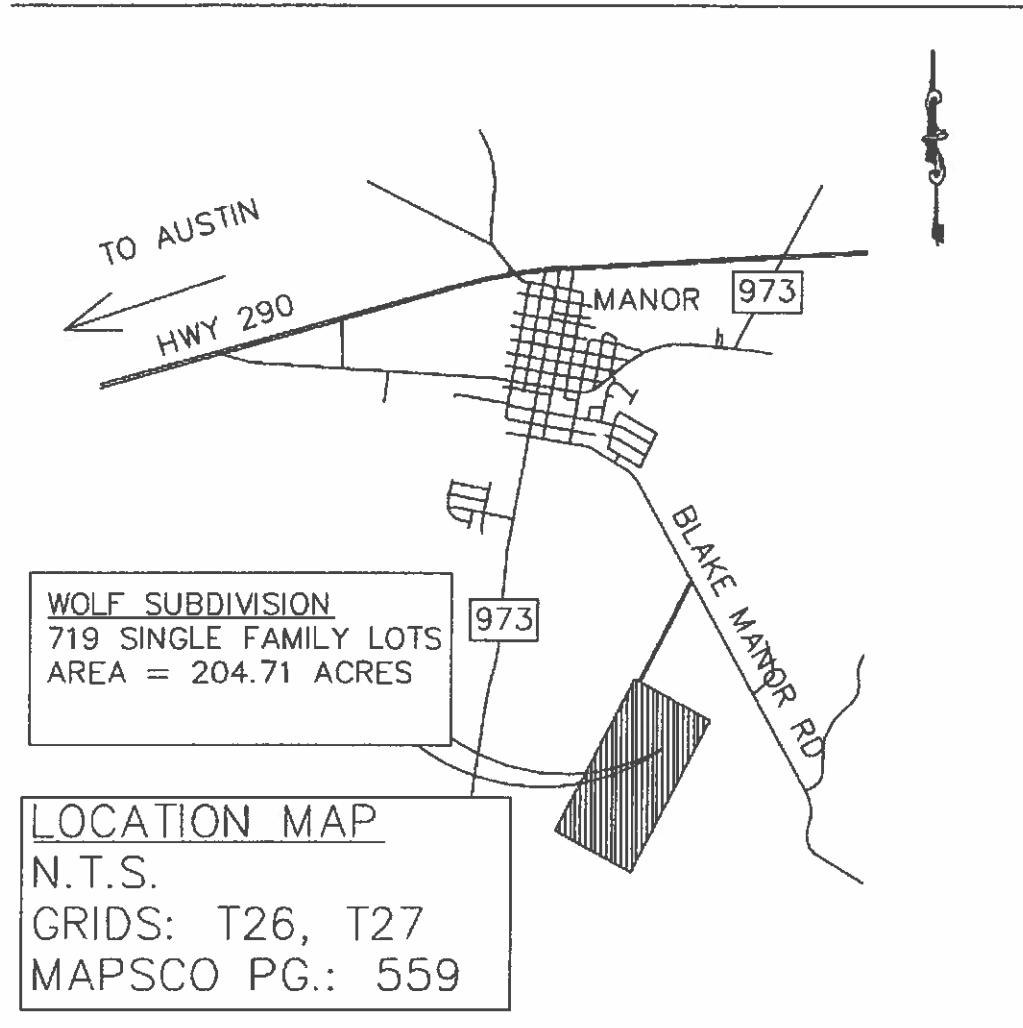 TO AUSTIN
HWY 290
MANOR
973
BLAKE MANOR RD
WOLF SUBDIVISION
719 SINGLE FAMILY LOTS
AREA = 204.71 ACRES
973
LOCATION MAP
N.T.S.
GRIDS: T26, T27
MAPSCO PG.: 559